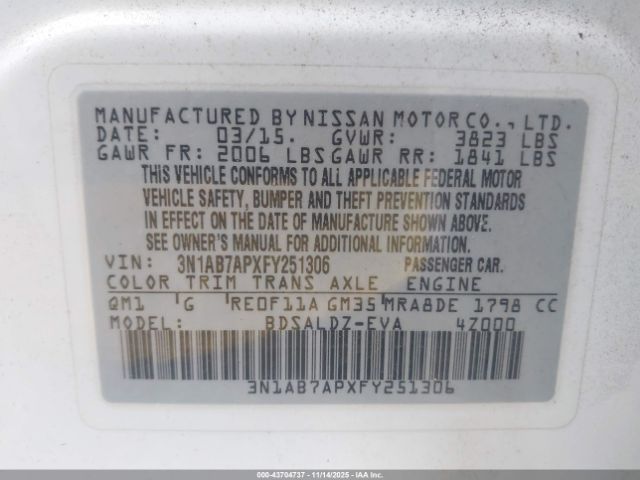 MANUFACTURED BY NISSAN MOTOR CO., LTD.
DATE: 03/15. GVWR: 3823 LBS
GAWR FR: 2006 LBS GAWR RR: 1841 LBS
THIS VEHICLE CONFORMS TO ALL APPLICABLE FEDERAL MOTOR
VEHICLE SAFETY, BUMPER AND THEFT PREVENTION STANDARDS
IN EFFECT ON THE DATE OF MANUFACTURE SHOWN ABOVE.
SEE OWNER'S MANUAL FOR ADDITIONAL INFORMATION.
VIN: 3N1AB7APXFY251306 PASSENGER CAR.
COLOR TRIM TRANS AXLE ENGINE
QM1 G RE0F11A GM35 MRA8DE 1798 CC
MODEL: BDSALDZ-EVA 4Z000
3N1AB7APXFY251306
000-43704737 - 11/14/2025 - IAAI.COM